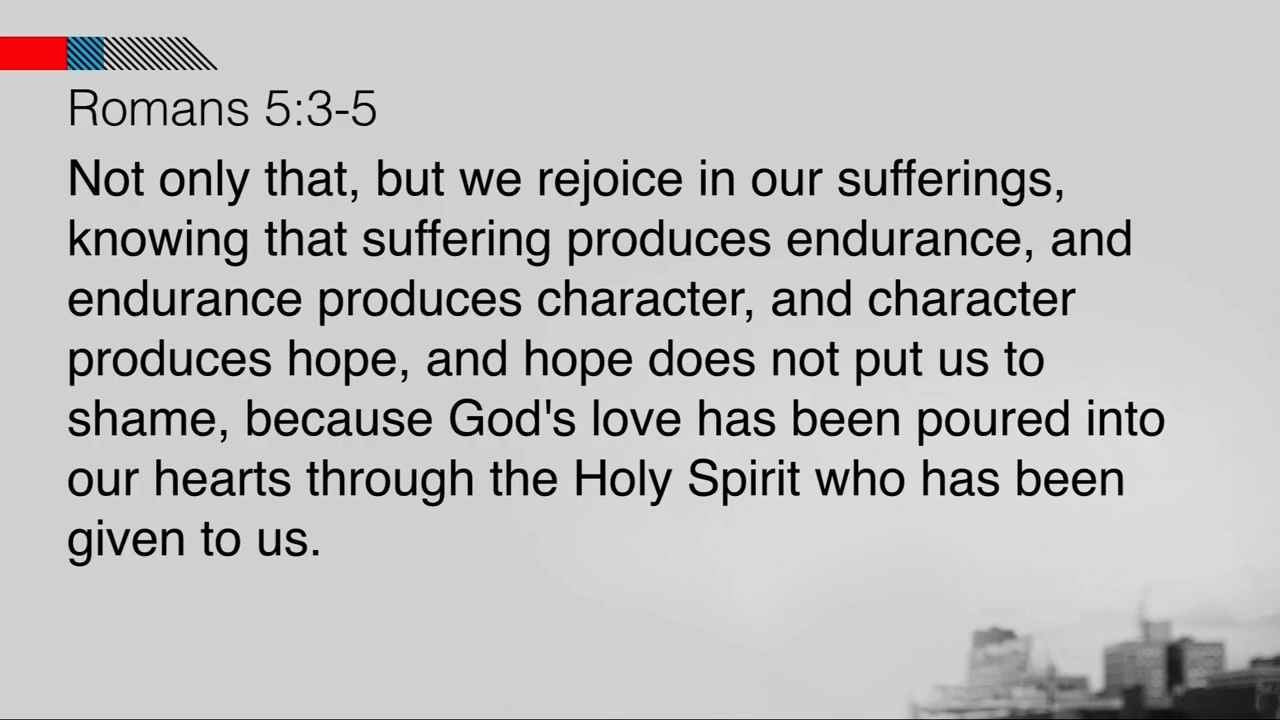 Romans 5:3-5
Not only that, but we rejoice in our sufferings,
knowing that suffering produces endurance, and
endurance produces character, and character
produces hope, and hope does not put us to
shame, because God's love has been poured into
our hearts through the Holy Spirit who has been
given to us.